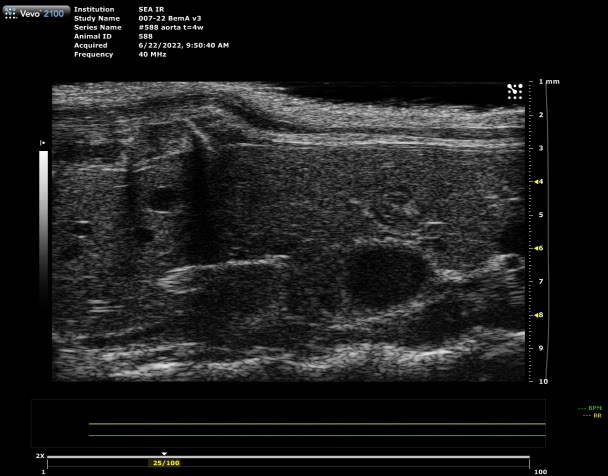 Vevo 2100
Institution SEA IR
Study Name 007-22 BemA v3
Series Name #588 aorta t=4w
Animal ID 588
Acquired 6/22/2022, 9:50:40 AM
Frequency 40 MHz
1 mm
2
3
4
5
6
7
8
9
10
--- BPM
--- RR
2X
25/100
1 100